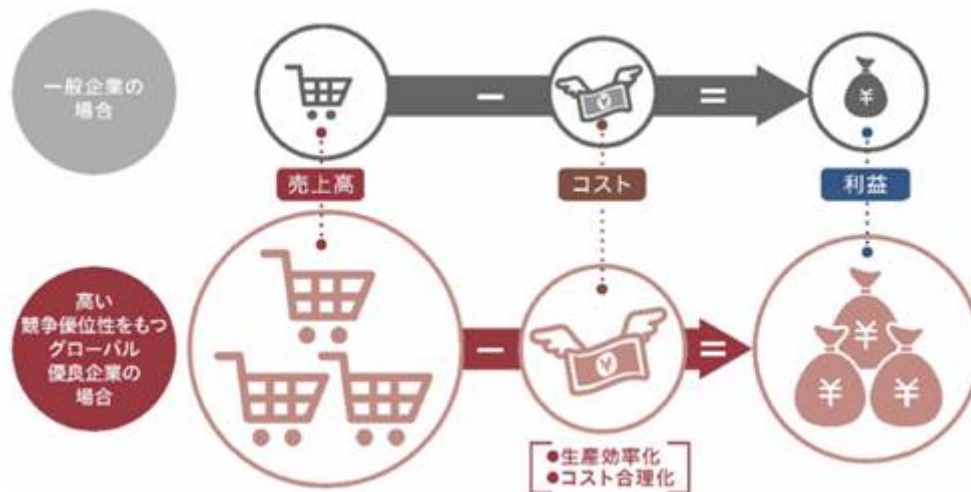 一般企業の
場合
－
¥
＝
¥
売上高
コスト
利益
高い
競争優位性をもつ
グローバル
優良企業の
場合
－
¥
＝
¥
¥
¥
●生産効率化
●コスト合理化